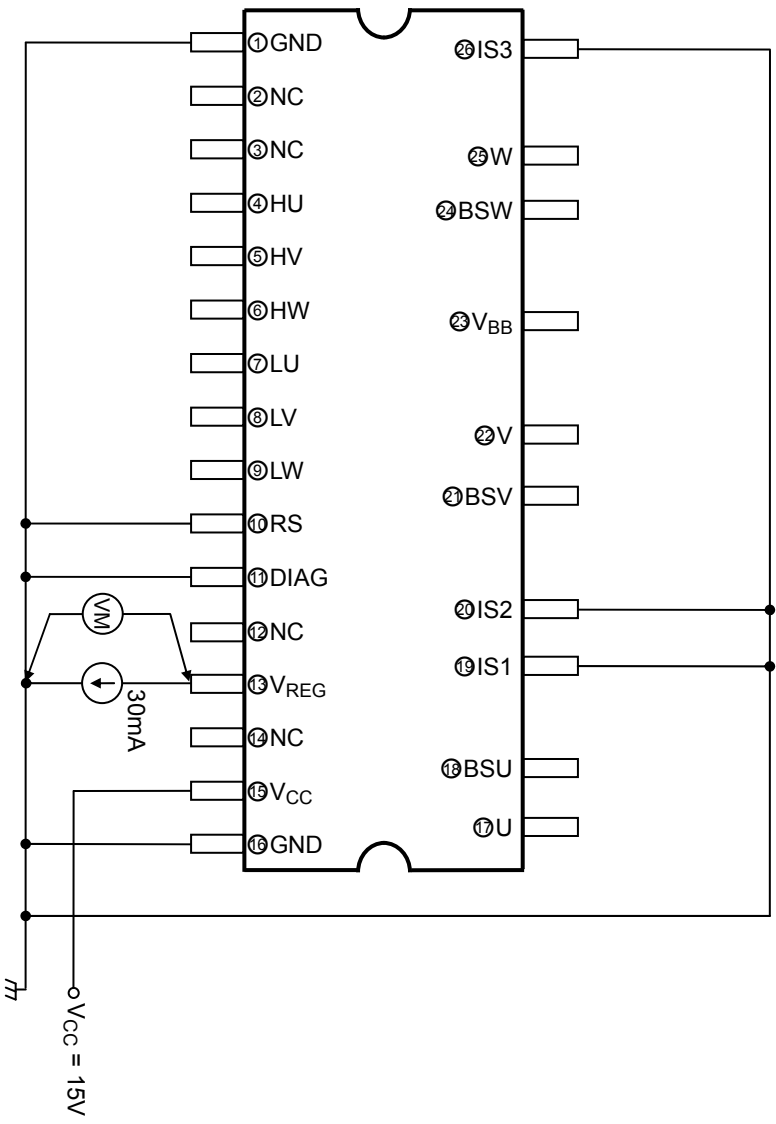 ①GND
②NC
③NC
④HU
⑤HV
⑥HW
⑦LU
⑧LV
⑨LW
⑩RS
⑪DIAG
⑫NC
⑬VREG
⑭NC
⑮VCC
⑯GND
㉖IS3
㉕W
㉔BSW
㉓VBB
㉒V
㉑BSV
⑳IS2
⑲IS1
⑱BSU
⑰U
VM
30mA
VCC = 15V